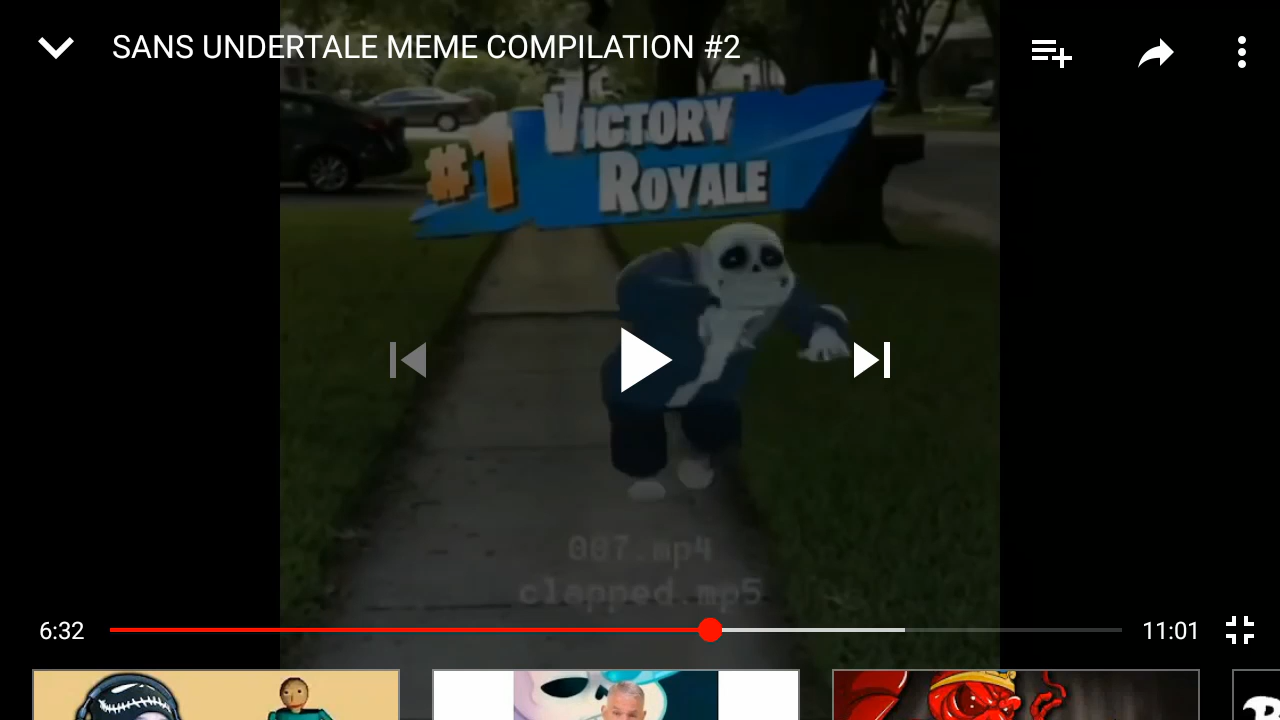 SANS UNDERTALE MEME COMPILATION #2
#1 VICTORY
ROYALE
007.mp4
clapped.mp5
6:32
11:01